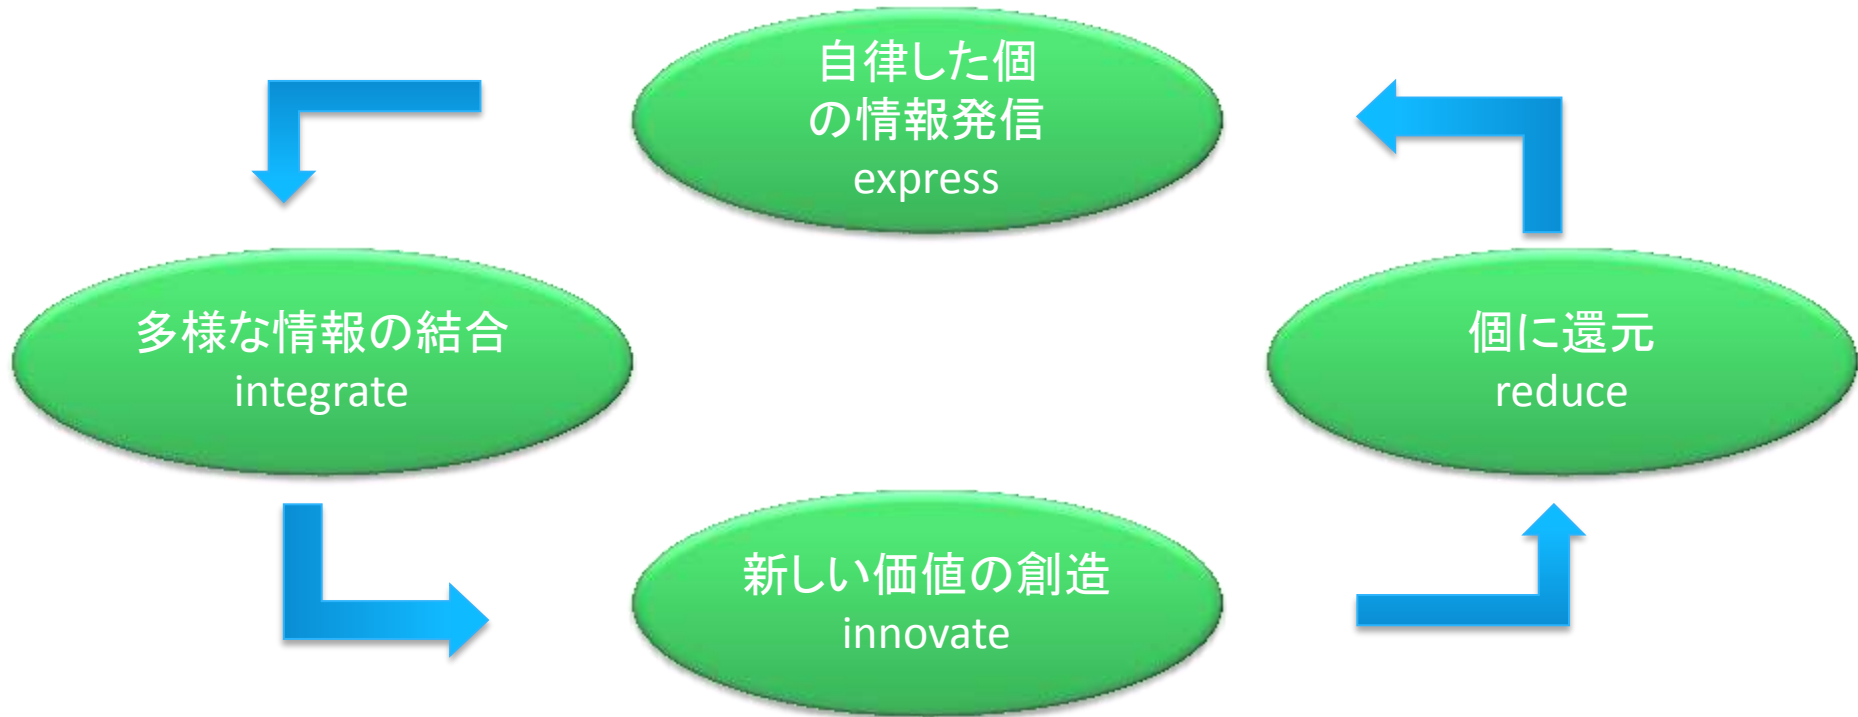 自律した個
の情報発信
express
多様な情報の結合
integrate
個に還元
reduce
新しい価値の創造
innovate